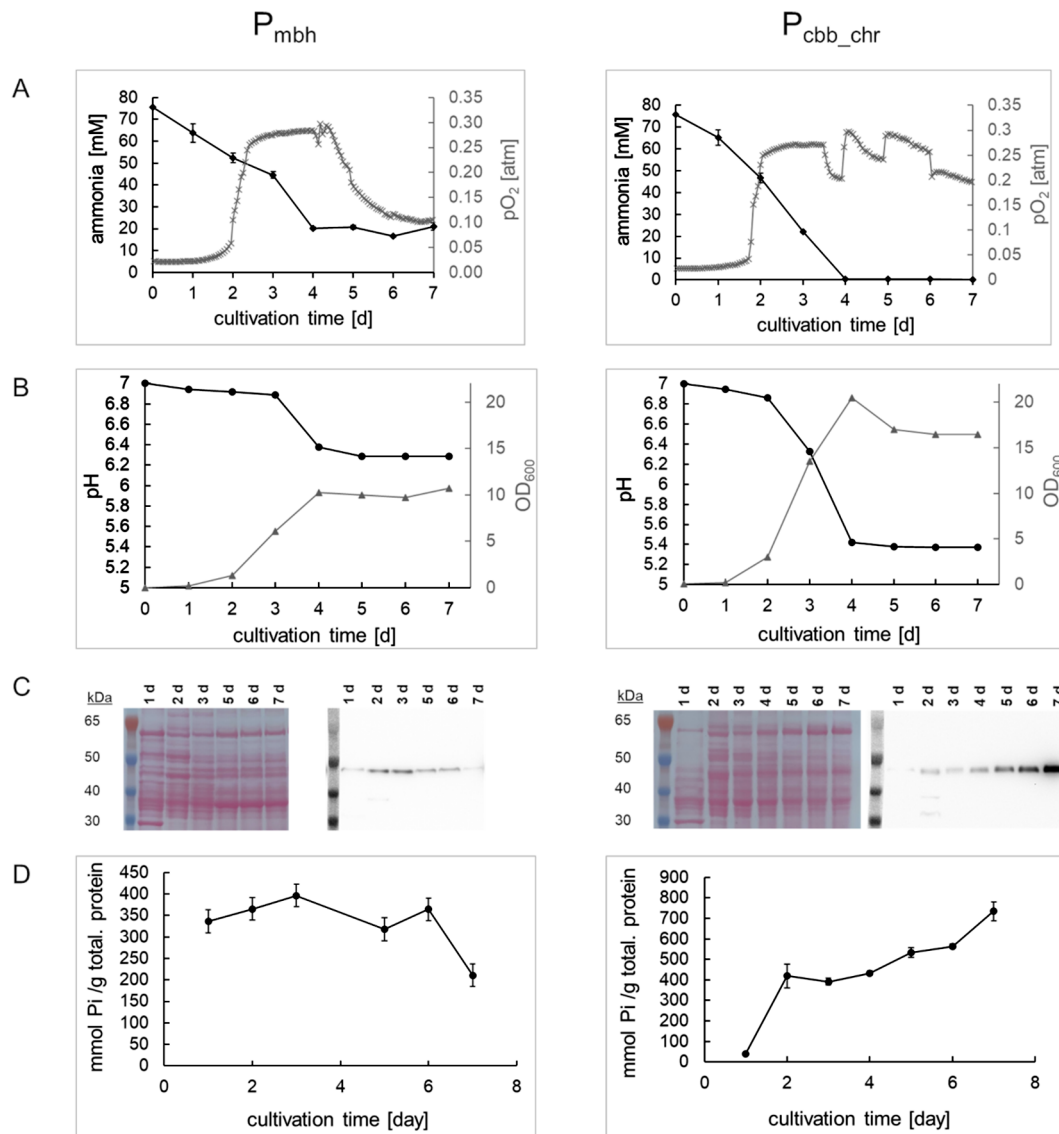 P_mbh
P_cbb_chr
A
ammonia [mM]
80
70
60
50
40
30
20
10
0
0.35
0.30
0.25
0.20
0.15
0.10
0.05
0.00
pO2 [atm]
0 1 2 3 4 5 6 7
cultivation time [d]
ammonia [mM]
80
70
60
50
40
30
20
10
0
0.35
0.3
0.25
0.2
0.15
0.1
0.05
0
pO2 [atm]
0 1 2 3 4 5 6 7
cultivation time [d]
B
pH
7
6.8
6.6
6.4
6.2
6
5.8
5.6
5.4
5.2
5
20
15
10
5
0
OD600
0 1 2 3 4 5 6 7
cultivation time [d]
pH
7
6.8
6.6
6.4
6.2
6
5.8
5.6
5.4
5.2
5
20
15
10
5
0
OD600
0 1 2 3 4 5 6 7
cultivation time [d]
C
kDa
65
50
40
30
1 d 2 d 3 d 5 d 6 d 7 d
1 d 2 d 3 d 5 d 6 d 7 d
kDa
65
50
40
30
1 d 2 d 3 d 4 d 5 d 6 d 7 d
1 d 2 d 3 d 4 d 5 d 6 d 7 d
D
mmol Pi /g total. protein
450
400
350
300
250
200
150
100
50
0
0 2 4 6 8
cultivation time [day]
mmol Pi /g total. protein
900
800
700
600
500
400
300
200
100
0
0 2 4 6 8
cultivation time [day]